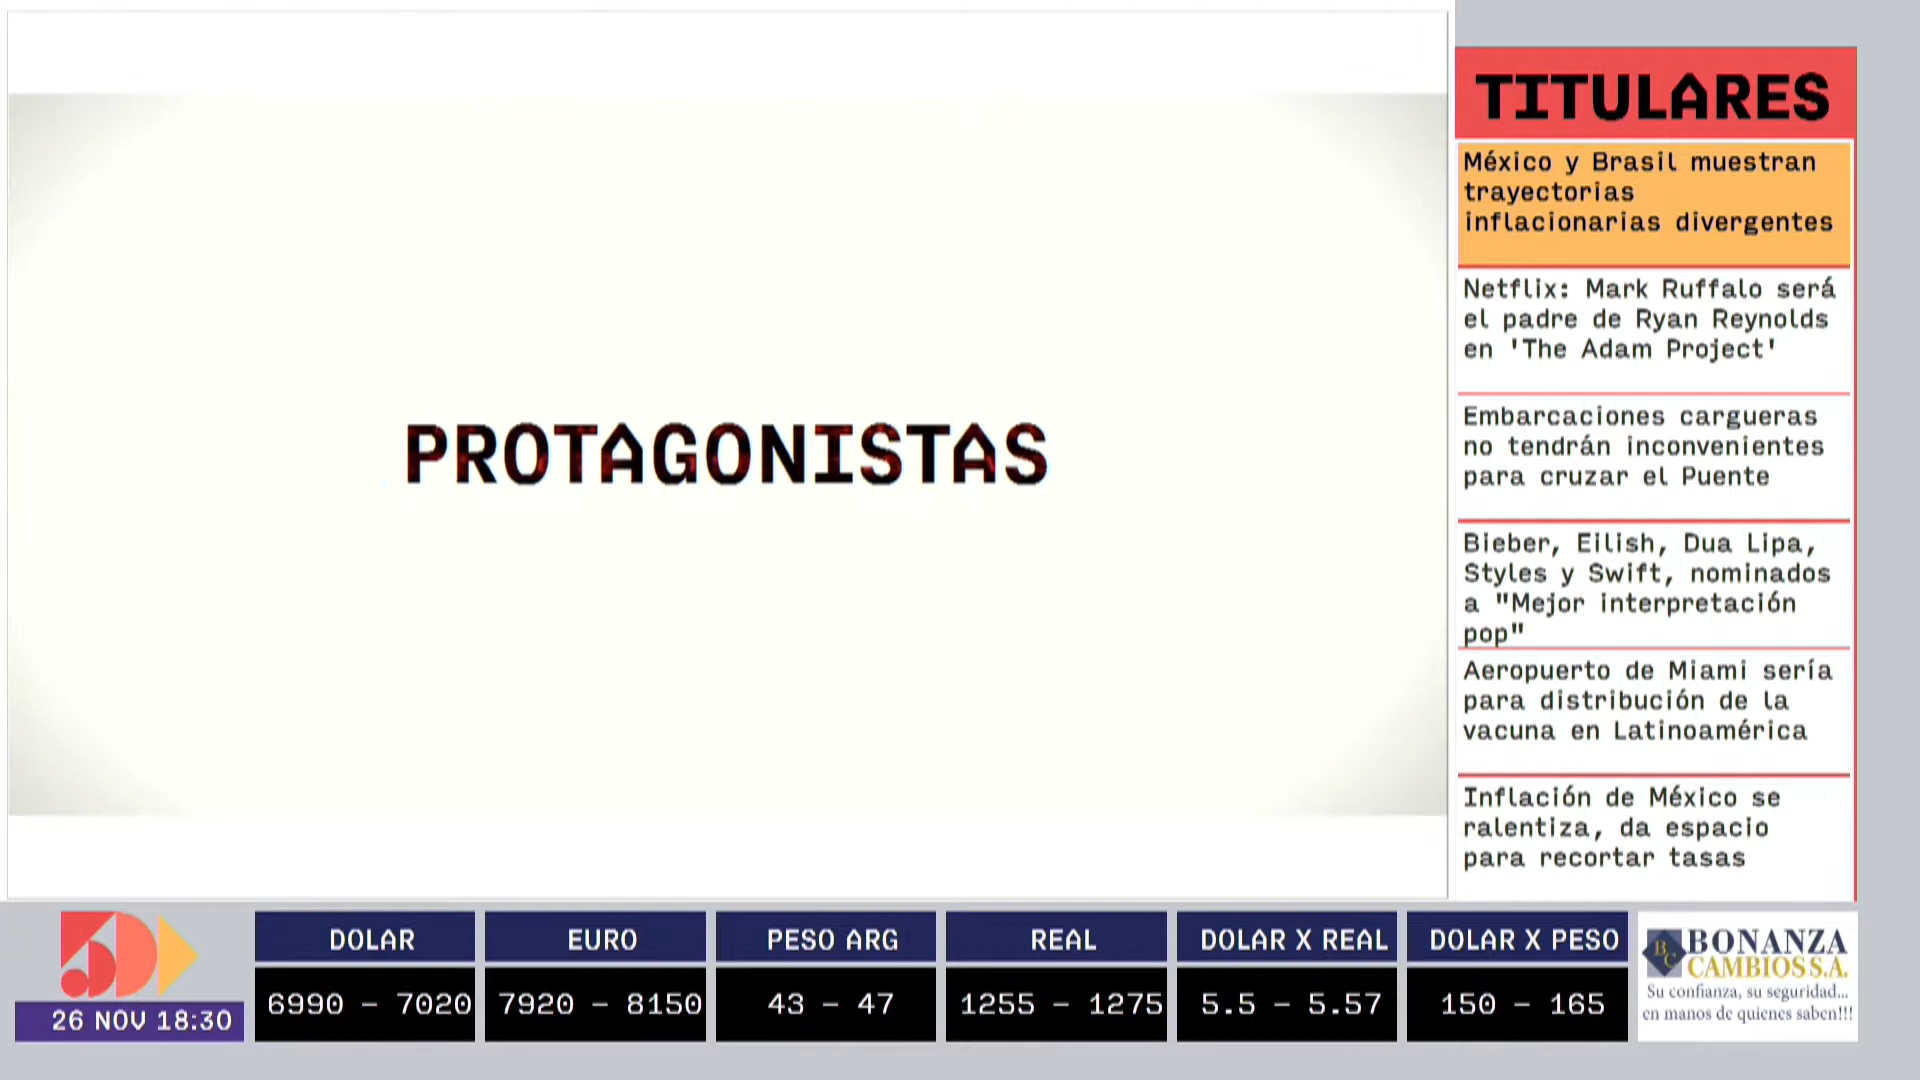 PROTAGONISTAS
TITULARES
México y Brasil muestran
trayectorias
inflacionarias divergentes
Netflix: Mark Ruffalo será
el padre de Ryan Reynolds
en 'The Adam Project'
Embarcaciones cargueras
no tendrán inconvenientes
para cruzar el Puente
Bieber, Eilish, Dua Lipa,
Styles y Swift, nominados
a "Mejor interpretación
pop"
Aeropuerto de Miami sería
para distribución de la
vacuna en Latinoamérica
Inflación de México se
ralentiza, da espacio
para recortar tasas
5D
26 NOV 18:30
DOLAR
6990 - 7020
EURO
7920 - 8150
PESO ARG
43 - 47
REAL
1255 - 1275
DOLAR X REAL
5.5 - 5.57
DOLAR X PESO
150 - 165
BC
BONANZA
CAMBIOS S.A.
Su confianza, su seguridad...
en manos de quienes saben!!!